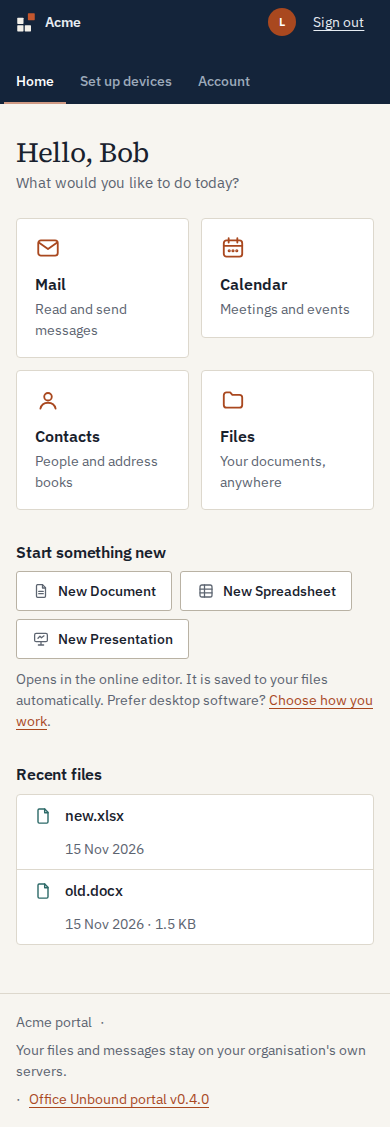 Acme
L
Sign out
Home
Set up devices
Account
Hello, Bob
What would you like to do today?
Mail
Read and send
messages
Calendar
Meetings and events
Contacts
People and address
books
Files
Your documents,
anywhere
Start something new
New Document
New Spreadsheet
New Presentation
Opens in the online editor. It is saved to your files
automatically. Prefer desktop software? Choose how you
work.
Recent files
new.xlsx
15 Nov 2026
old.docx
15 Nov 2026 · 1.5 KB
Acme portal ·
Your files and messages stay on your organisation's own
servers.
· Office Unbound portal v0.4.0